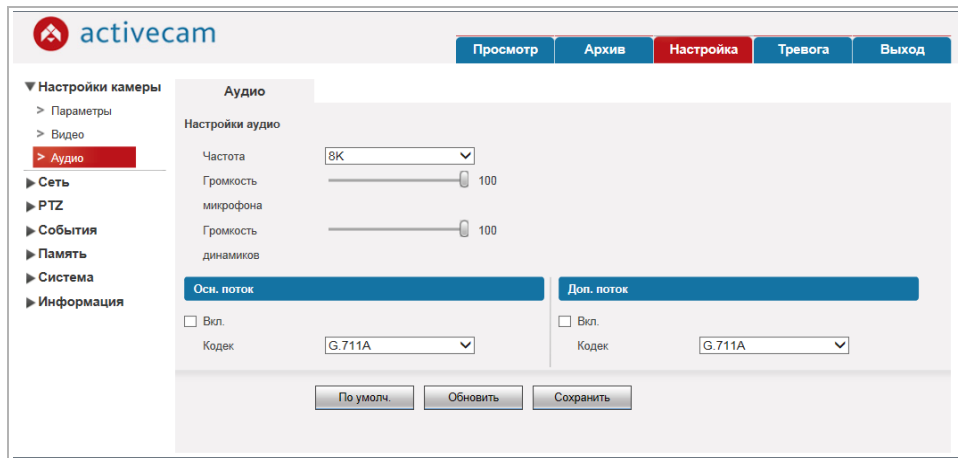 activecam
Просмотр Архив Настройка Тревога Выход
Настройки камеры
> Параметры
> Видео
> Аудио
Сеть
PTZ
События
Память
Система
Информация
Аудио
Настройки аудио
Частота 8K
Громкость 100
микрофона
Громкость 100
динамиков
Осн. поток
Вкл.
Кодек G.711A
Доп. поток
Вкл.
Кодек G.711A
По умолч. Обновить Сохранить